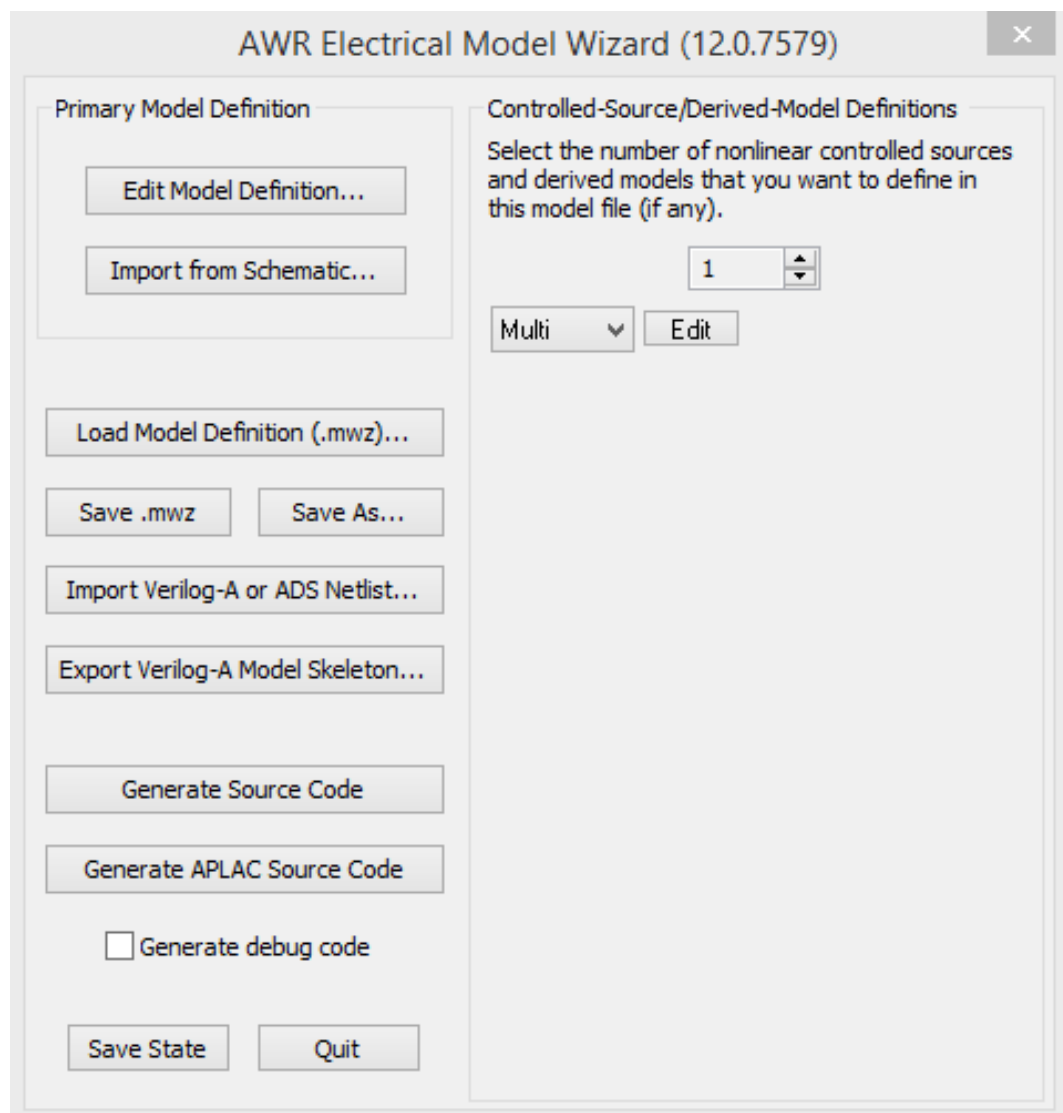 AWR Electrical Model Wizard (12.0.7579)
Primary Model Definition
Edit Model Definition...
Import from Schematic...
Load Model Definition (.mwz)...
Save .mwz
Save As...
Import Verilog-A or ADS Netlist...
Export Verilog-A Model Skeleton...
Generate Source Code
Generate APLAC Source Code
Generate debug code
Save State
Quit
Controlled-Source/Derived-Model Definitions
Select the number of nonlinear controlled sources
and derived models that you want to define in
this model file (if any).
1
Multi
Edit